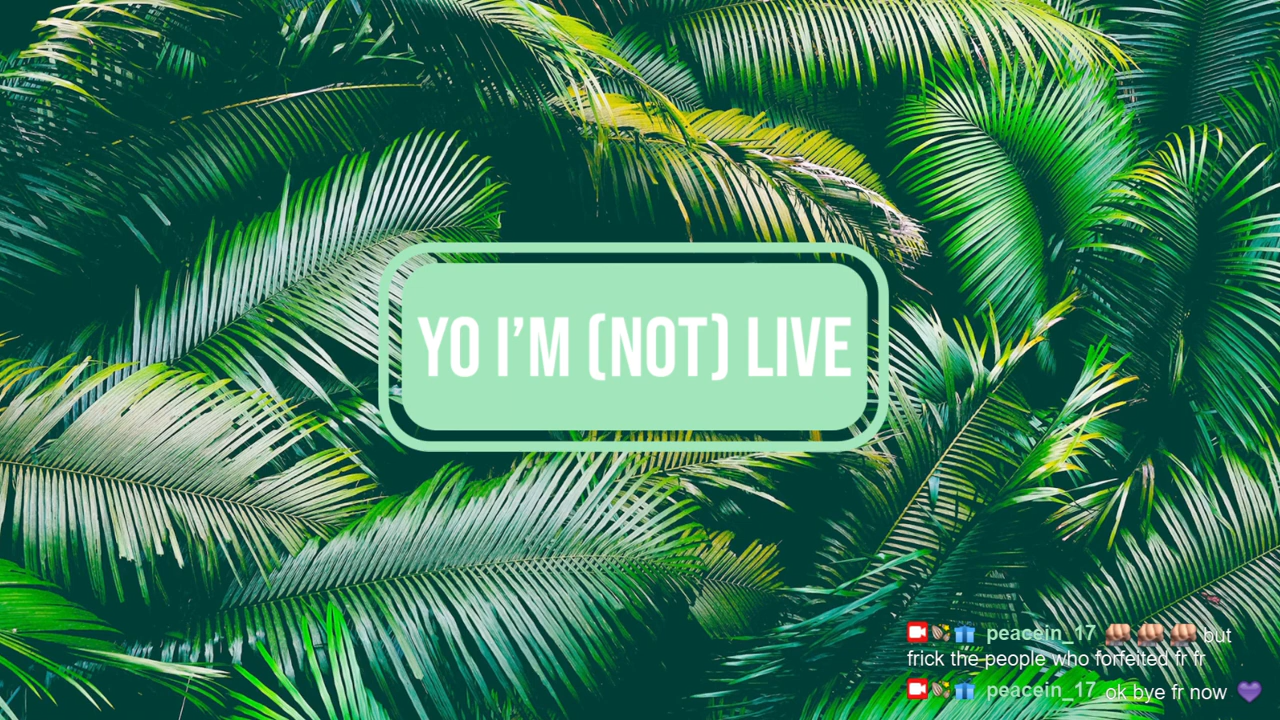 YO I’M (NOT) LIVE
peacein_17 👊🏽 👊🏽 👊🏽 but
frick the people who forfeited fr fr
peacein_17 ok bye fr now 💜